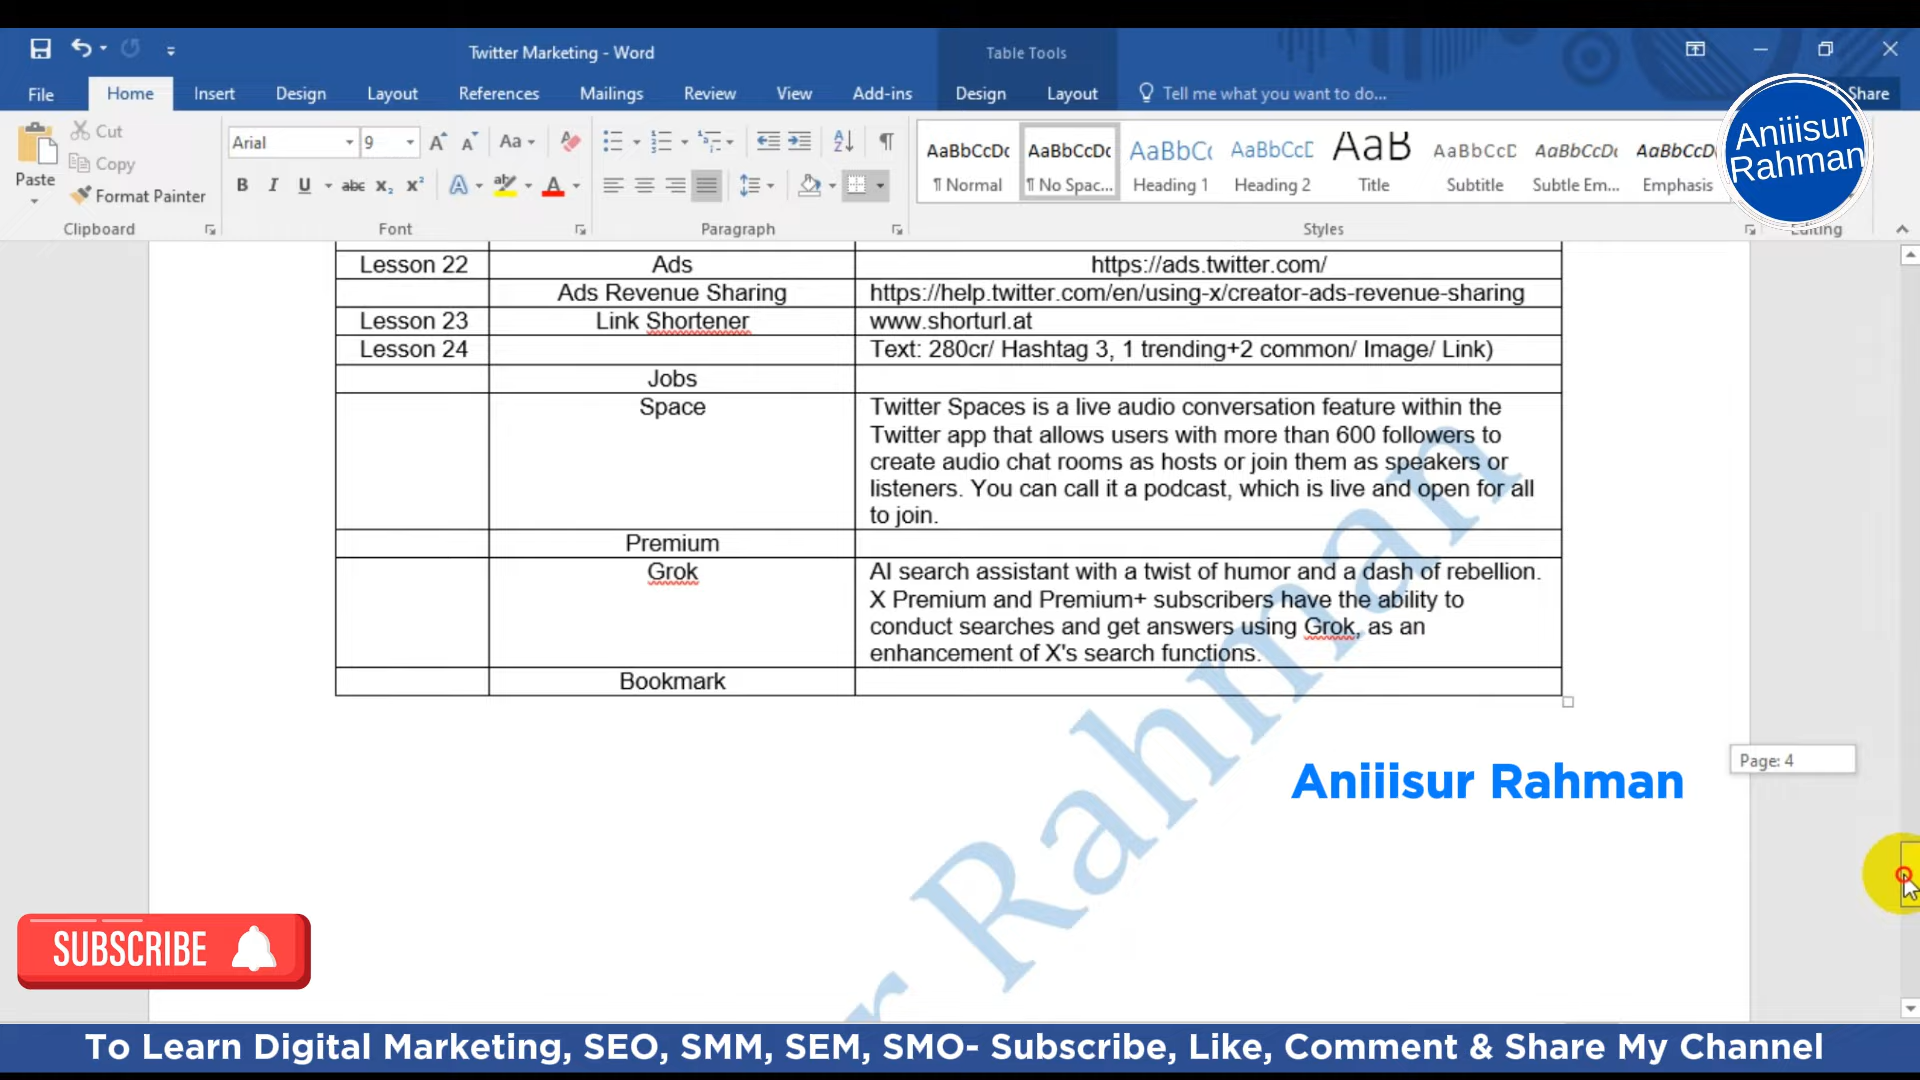 Twitter Marketing - Word
Table Tools
File
Home
Insert
Design
Layout
References
Mailings
Review
View
Add-ins
Design
Layout
Tell me what you want to do...
Share
Aniiisur
Rahman
Paste
Cut
Copy
Format Painter
Clipboard
Arial
9
Aa
B I U abc X₂ X²
Font
Paragraph
AaBbCcDc
¶ Normal
AaBbCcDc
¶ No Spac...
AaBbC
Heading 1
AaBbCcE
Heading 2
AaB
Title
AaBbCcD
Subtitle
AaBbCcDc
Subtle Em...
AaBbCcD
Emphasis
Styles
Editing
Lesson 22 Ads https://ads.twitter.com/
Ads Revenue Sharing https://help.twitter.com/en/using-x/creator-ads-revenue-sharing
Lesson 23 Link Shortener www.shorturl.at
Lesson 24 Text: 280cr/ Hashtag 3, 1 trending+2 common/ Image/ Link)
Jobs
Space Twitter Spaces is a live audio conversation feature within the
Twitter app that allows users with more than 600 followers to
create audio chat rooms as hosts or join them as speakers or
listeners. You can call it a podcast, which is live and open for all
to join.
Premium
Grok AI search assistant with a twist of humor and a dash of rebellion.
X Premium and Premium+ subscribers have the ability to
conduct searches and get answers using Grok, as an
enhancement of X's search functions.
Bookmark
r Rahman
Page: 4
Aniiisur Rahman
SUBSCRIBE
To Learn Digital Marketing, SEO, SMM, SEM, SMO- Subscribe, Like, Comment & Share My Channel